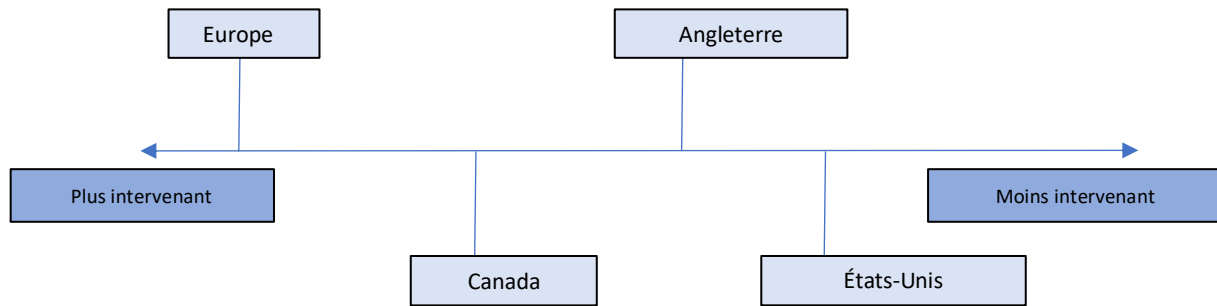 Europe
Angleterre
Plus intervenant
Moins intervenant
Canada
États-Unis